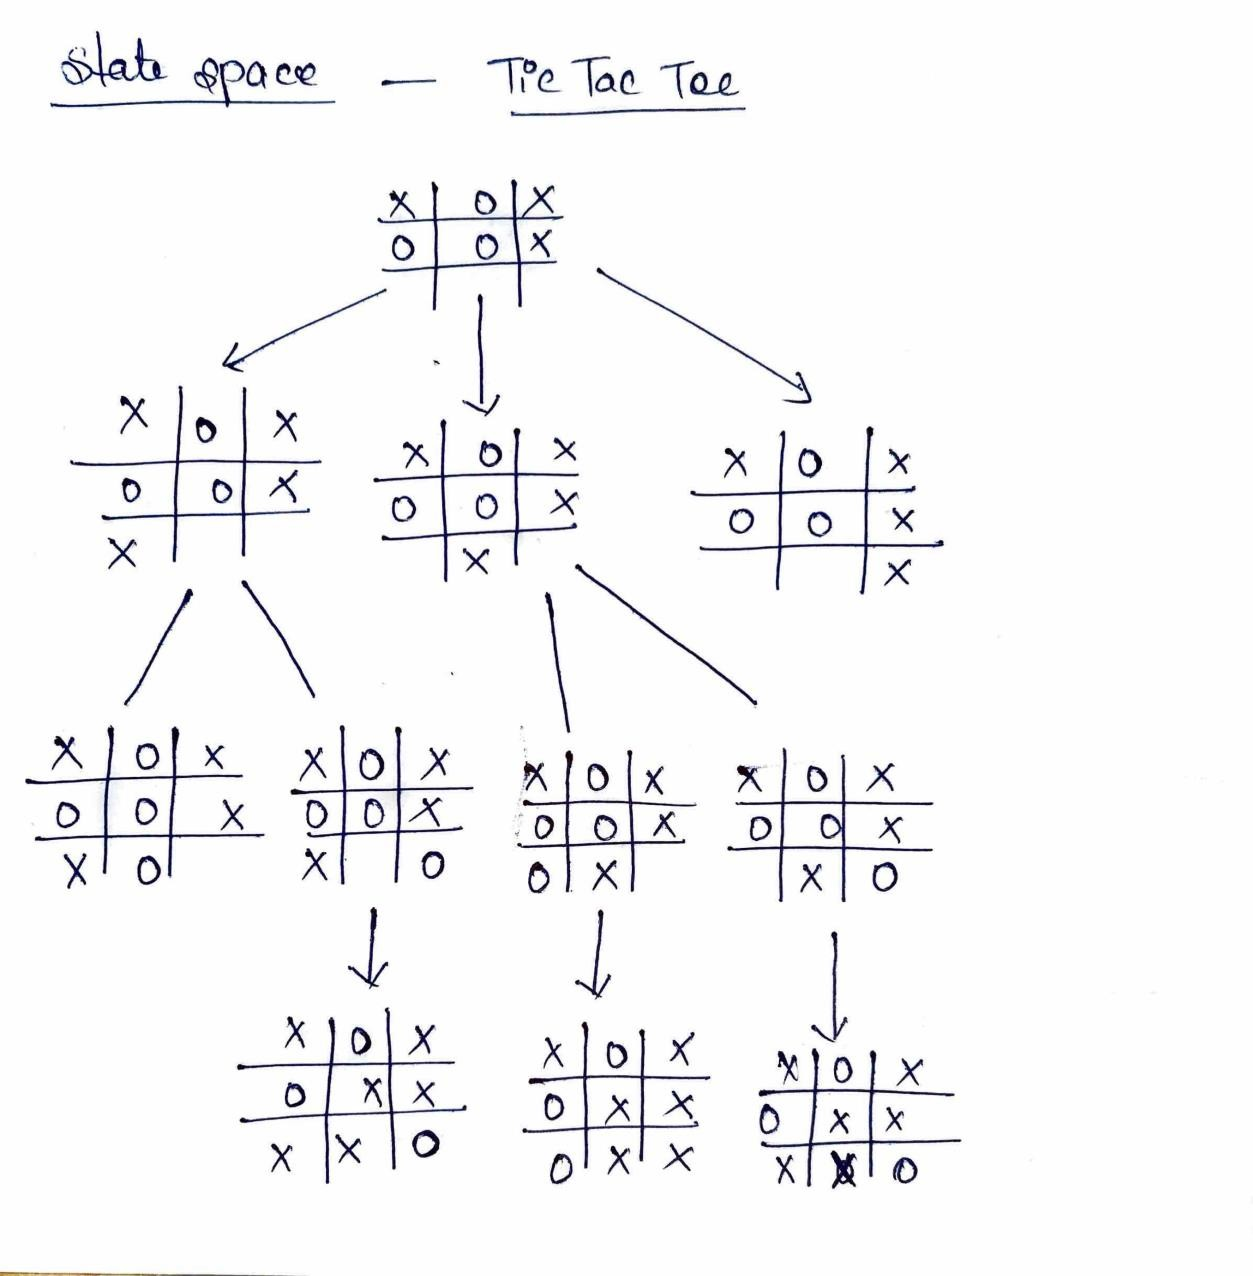 State space — Tic Tac Toe
X O X
O O X
X O X
O O X
X
X O X
O O X
X
X O X
O O X
X
X O X
O O X
X O
X O X
O O X
X O
X O X
O O X
O X
X O X
O O X
X O
X O X
O X X
X X O
X O X
O X X
O X X
X O X
O X X
X X O